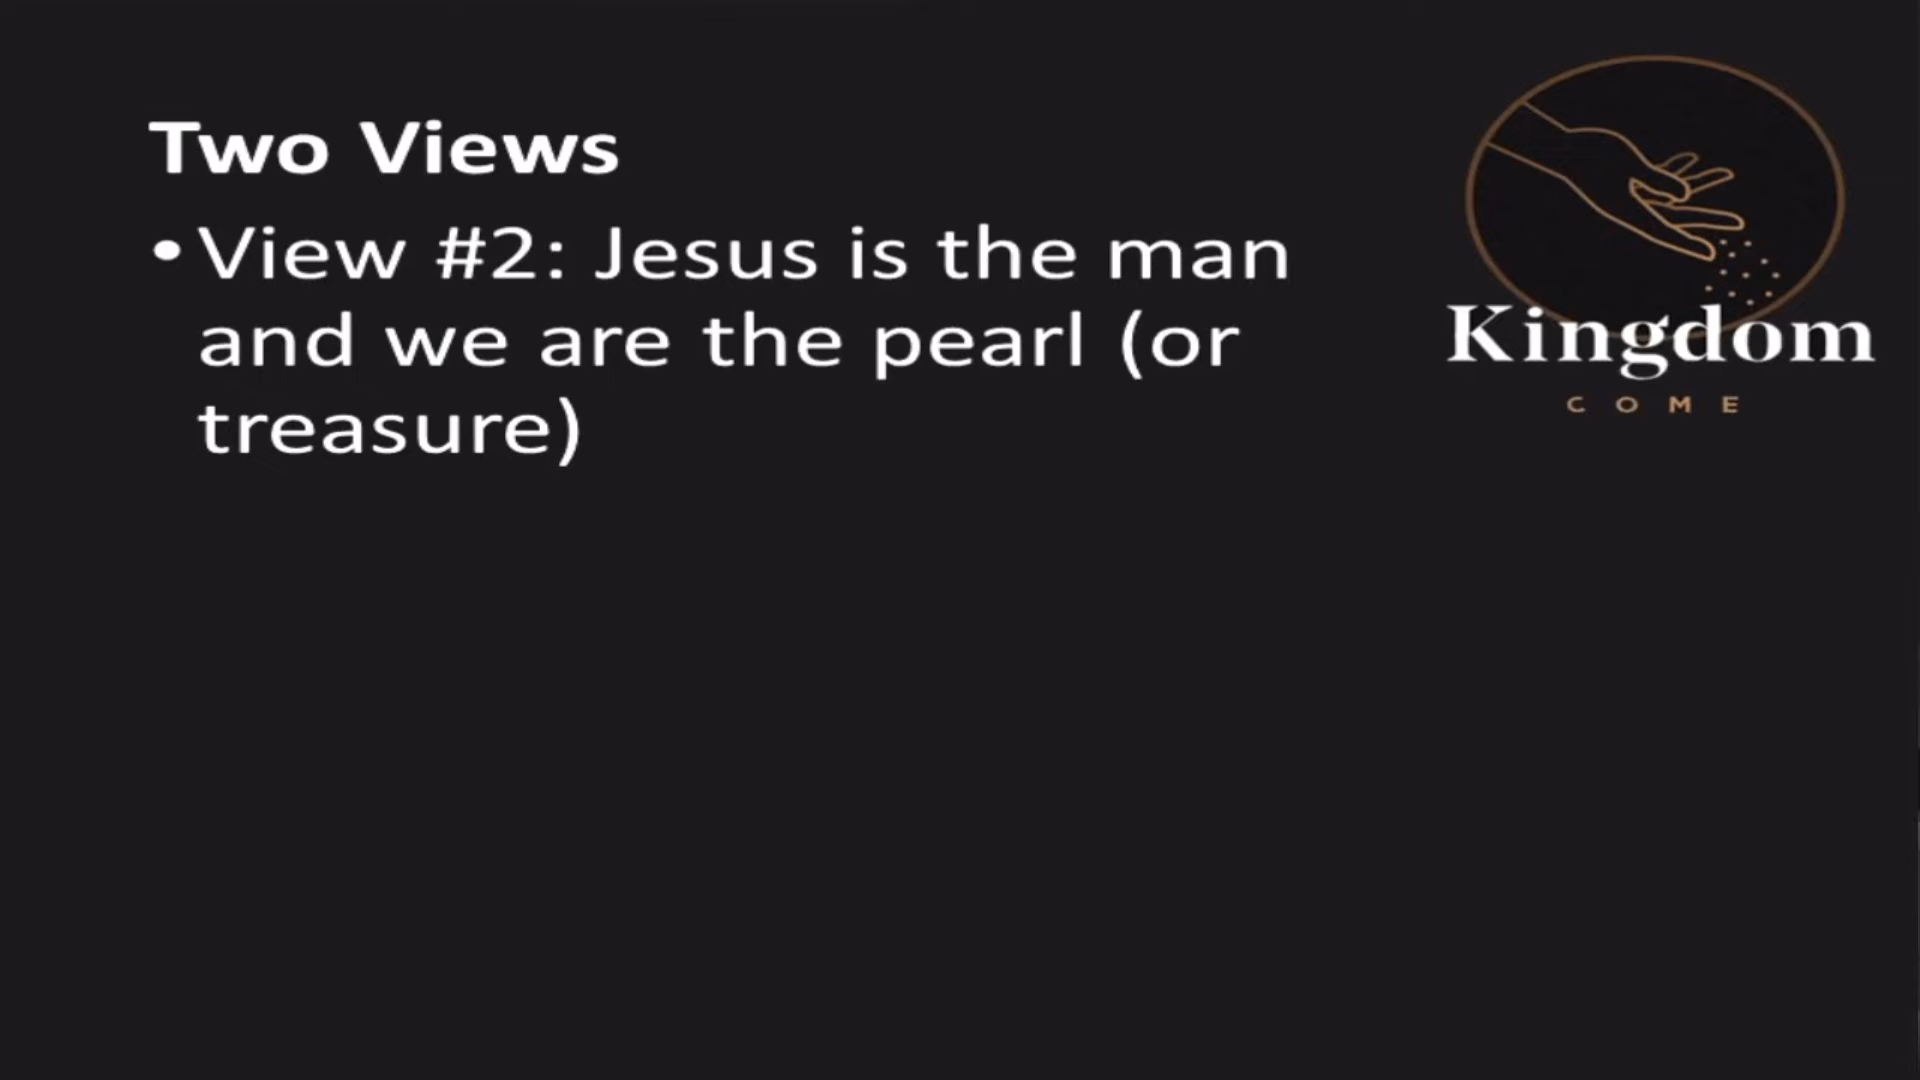 Two Views
• View #2: Jesus is the man
and we are the pearl (or
treasure)
Kingdom
COME